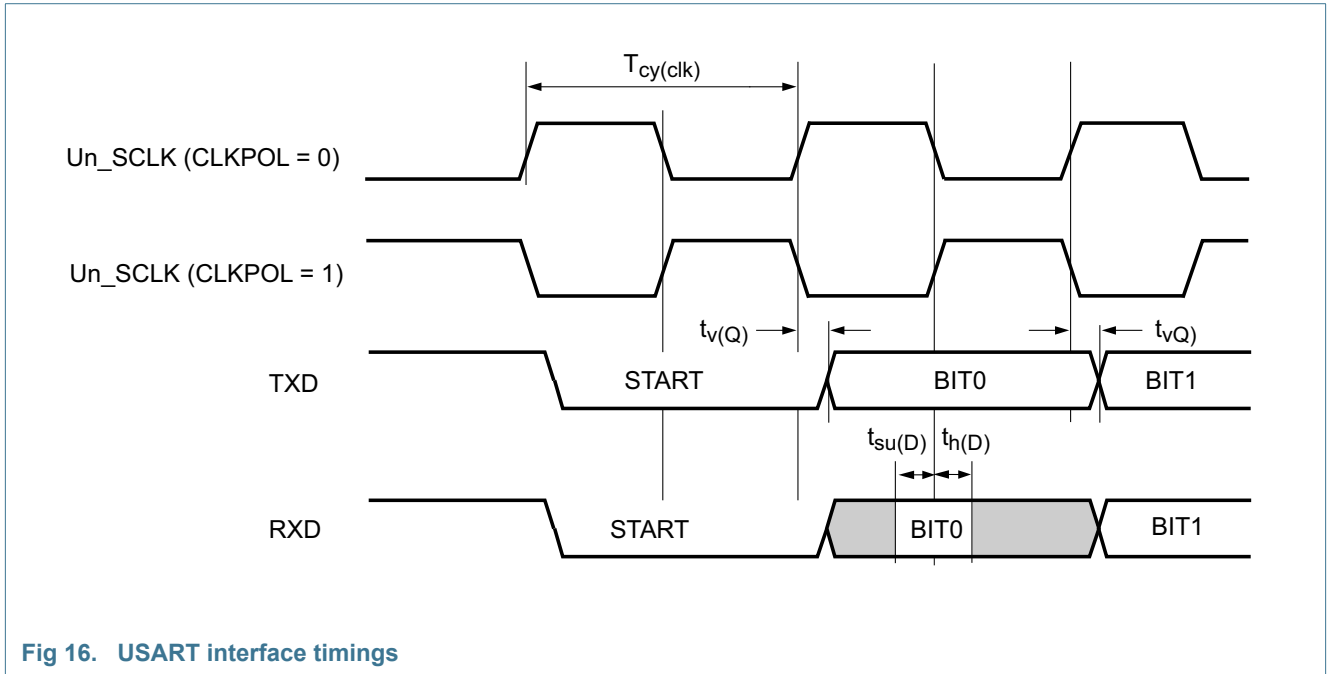 Tcy(clk)
Un_SCLK (CLKPOL = 0)
Un_SCLK (CLKPOL = 1)
tv(Q) tvQ)
TXD START BIT0 BIT1
tsu(D) th(D)
RXD START BIT0 BIT1
Fig 16. USART interface timings